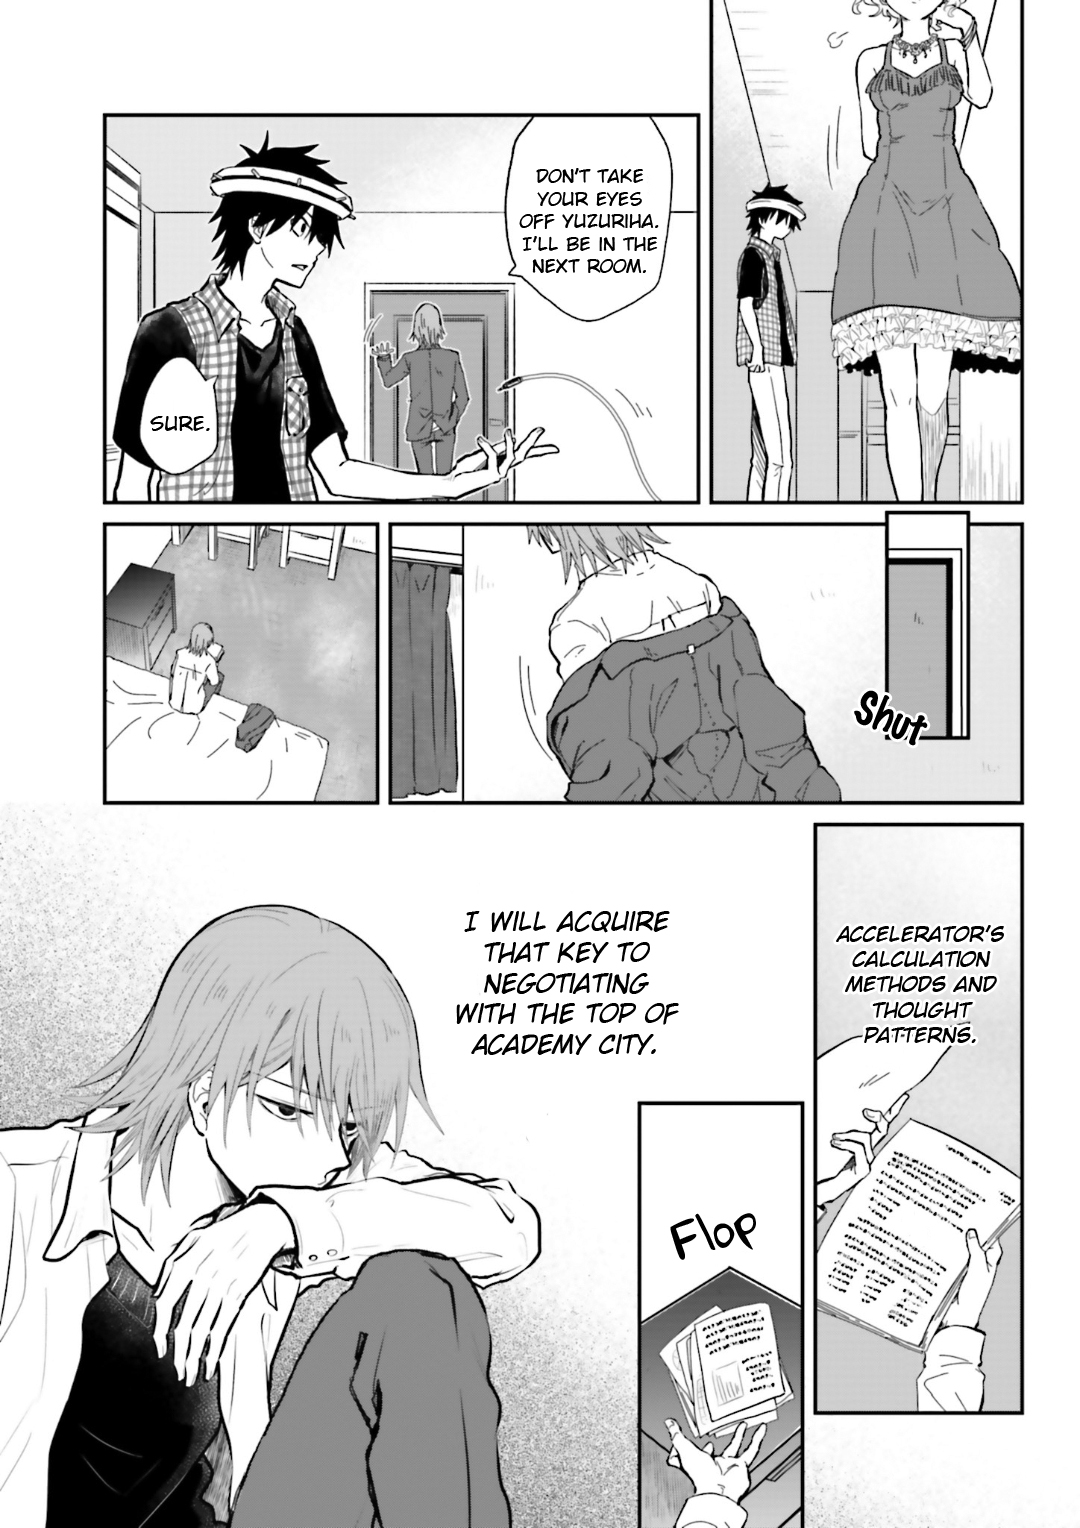 DON'T TAKE
YOUR EYES
OFF YUZURIHA.
I'LL BE IN THE
NEXT ROOM.
SURE.
Shut
ACCELERATOR'S
CALCULATION
METHODS AND
THOUGHT
PATTERNS.
Flop
I WILL ACQUIRE
THAT KEY TO
NEGOTIATING
WITH THE TOP OF
ACADEMY CITY.